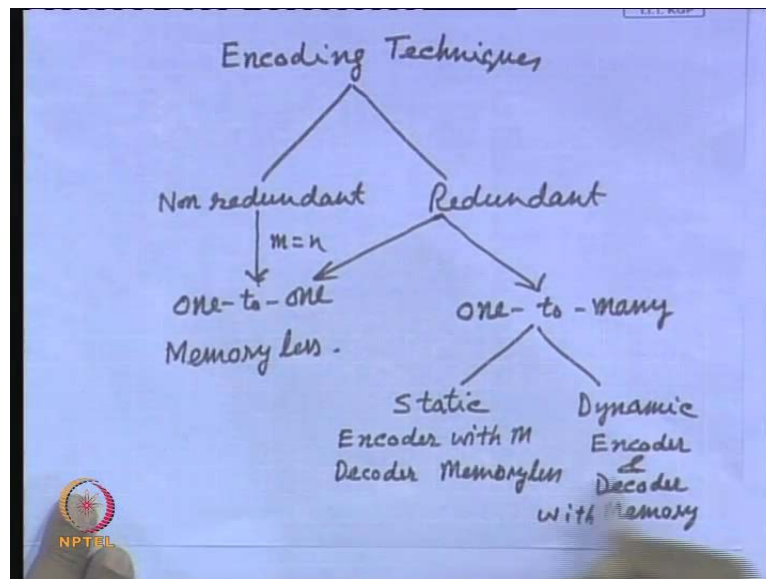 I.I.T. KGP
Encoding Techniques
Non redundant Redundant
m=n
one-to-one one-to-many
Memory less.
Static Dynamic
Encoder with M Encoder
Decoder Memoryless & Decoder
with Memory
NPTEL